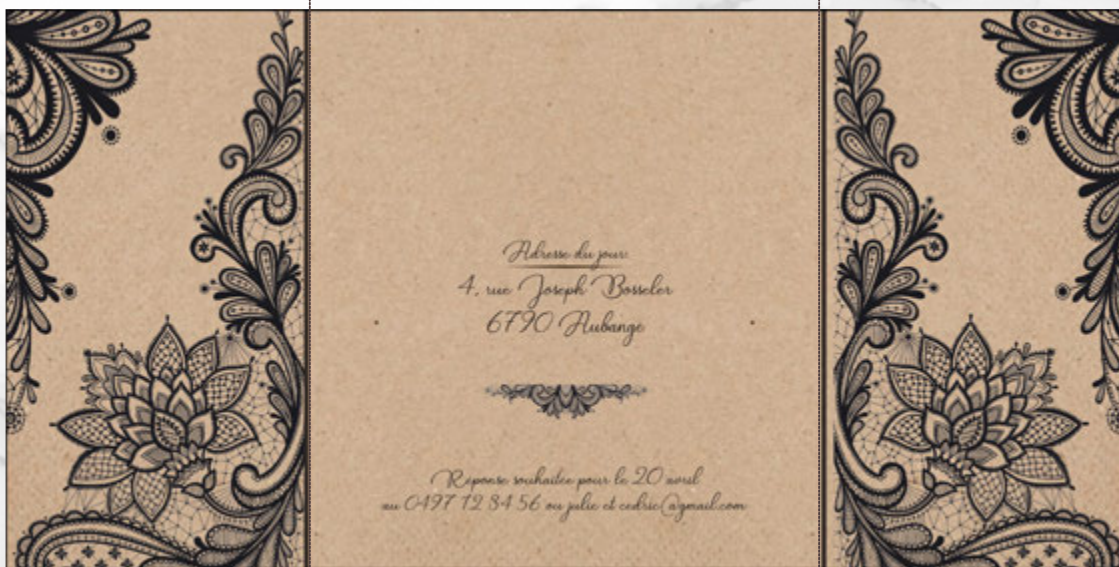 Adresse du jour:
4, rue Joseph Bosseler
6790 Aubange
Réponse souhaitée pour le 20 avril
au 0497 12 34 56 ou julie et cedric@gmail.com